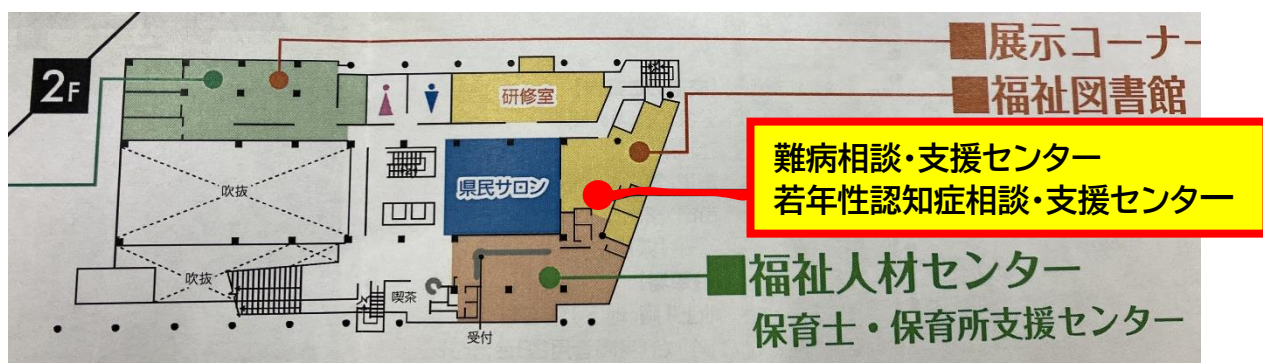 2F
■展示コーナー
■福祉図書館
研修室
難病相談・支援センター
若年性認知症相談・支援センター
県民サロン
吹抜
吹抜
喫茶
受付
■福祉人材センター
保育士・保育所支援センター